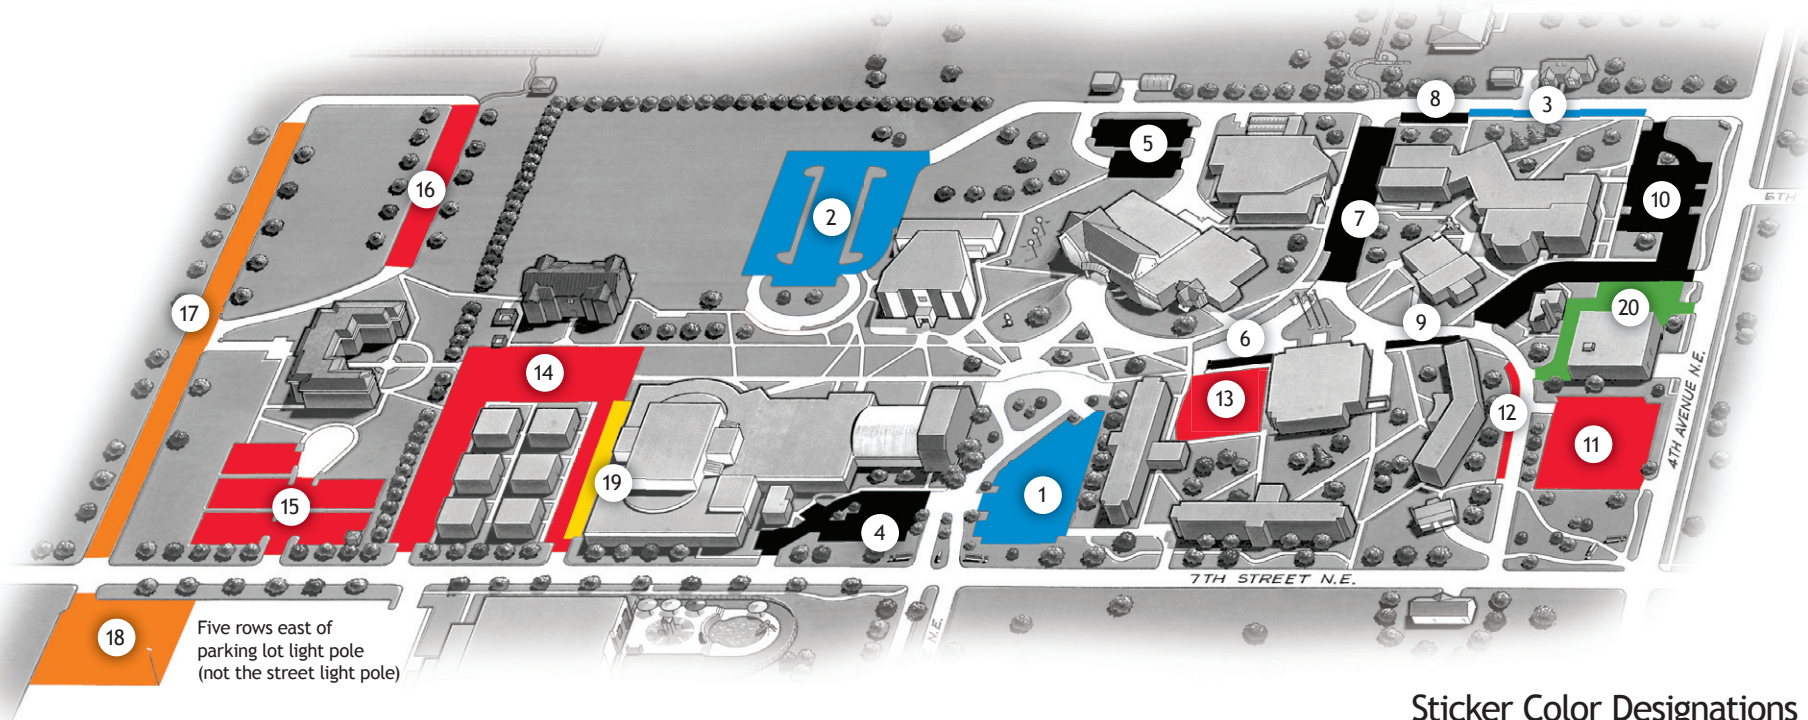 8
3
5
16
10
2
7
17
20
9
6
14
13
12
11
19
15
1
4
6TH
4TH AVENUE N.E.
7TH STREET N.E.
N.E.
18
Five rows east of
parking lot light pole
(not the street light pole)
Sticker Color Designations